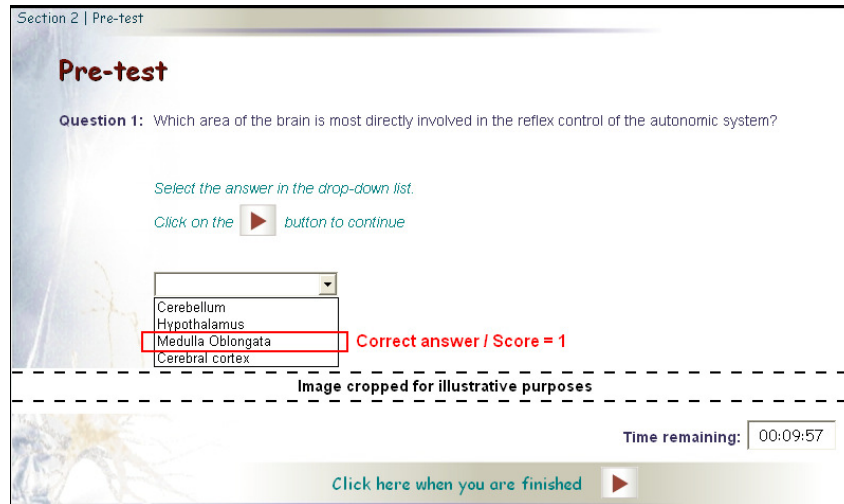 Section 2 | Pre-test
Pre-test
Question 1: Which area of the brain is most directly involved in the reflex control of the autonomic system?
Select the answer in the drop-down list.
Click on the button to continue
Cerebellum
Hypothalamus
Medulla Oblongata Correct answer / Score = 1
Cerebral cortex
Image cropped for illustrative purposes
Time remaining: 00:09:57
Click here when you are finished